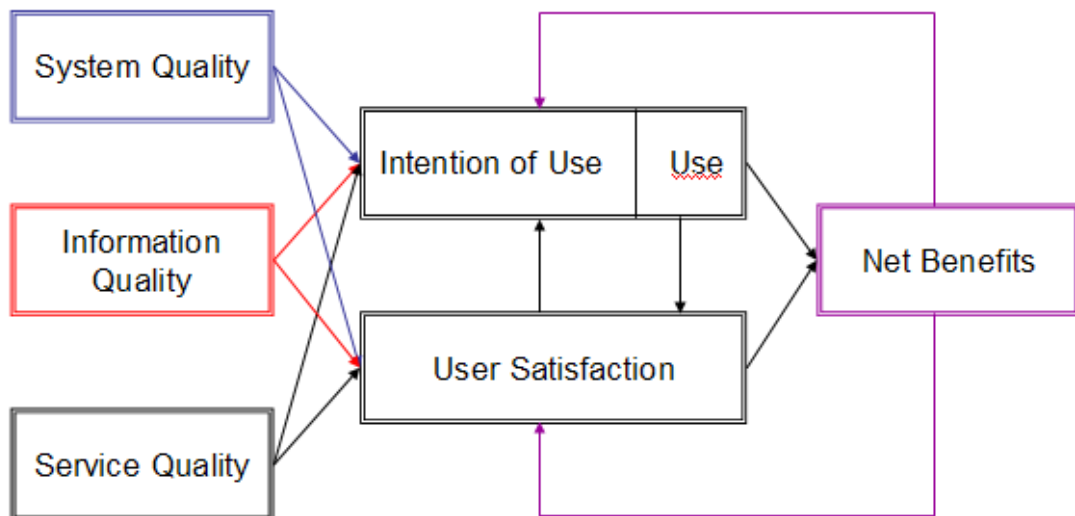 System Quality
Intention of Use
Use
Information
Quality
Net Benefits
User Satisfaction
Service Quality